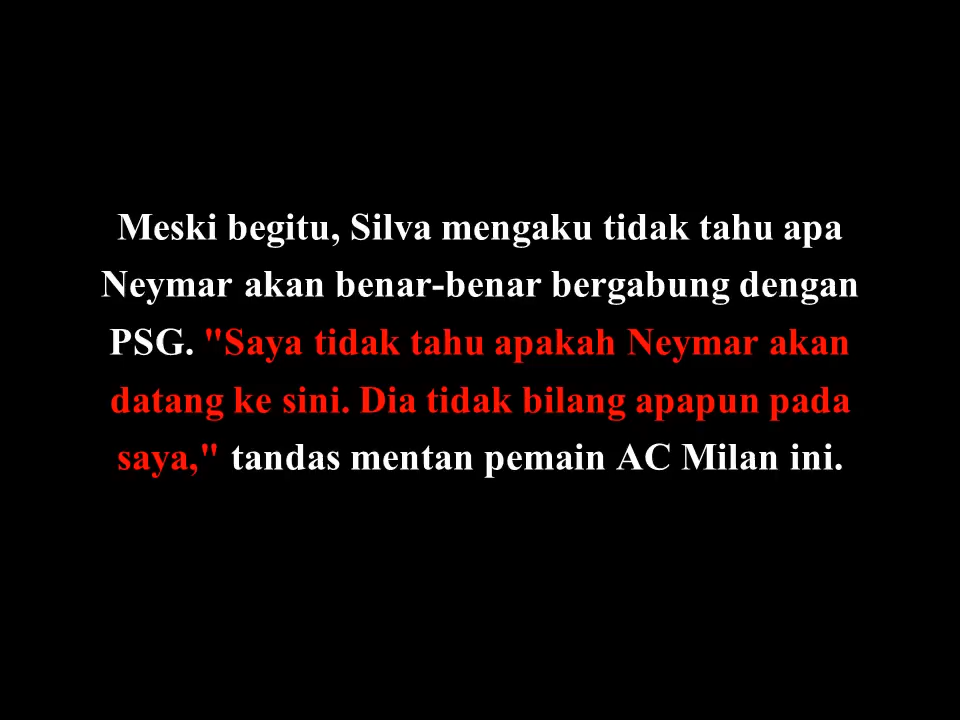 Meski begitu, Silva mengaku tidak tahu apa
Neymar akan benar-benar bergabung dengan
PSG. "Saya tidak tahu apakah Neymar akan
datang ke sini. Dia tidak bilang apapun pada
saya," tandas mentan pemain AC Milan ini.